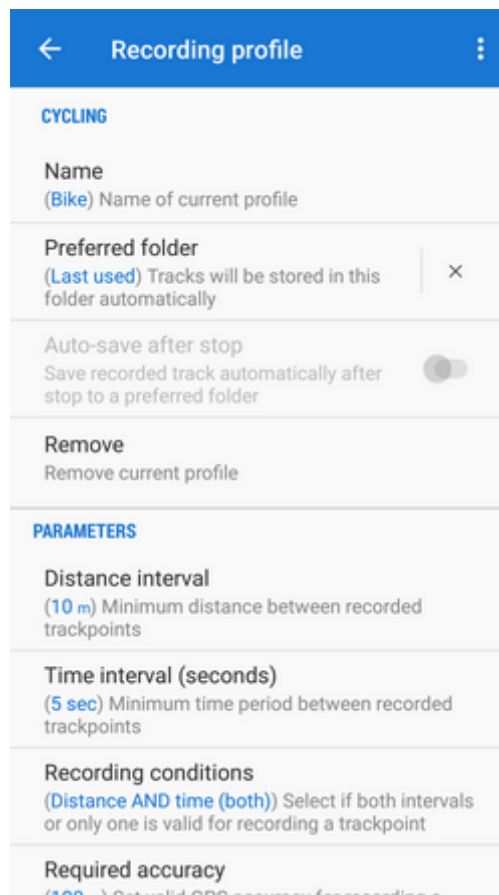 Recording profile
CYCLING
Name
(Bike) Name of current profile
Preferred folder
(Last used) Tracks will be stored in this
folder automatically
Auto-save after stop
Save recorded track automatically after
stop to a preferred folder
Remove
Remove current profile
PARAMETERS
Distance interval
(10 m) Minimum distance between recorded
trackpoints
Time interval (seconds)
(5 sec) Minimum time period between recorded
trackpoints
Recording conditions
(Distance AND time (both)) Select if both intervals
or only one is valid for recording a trackpoint
Required accuracy